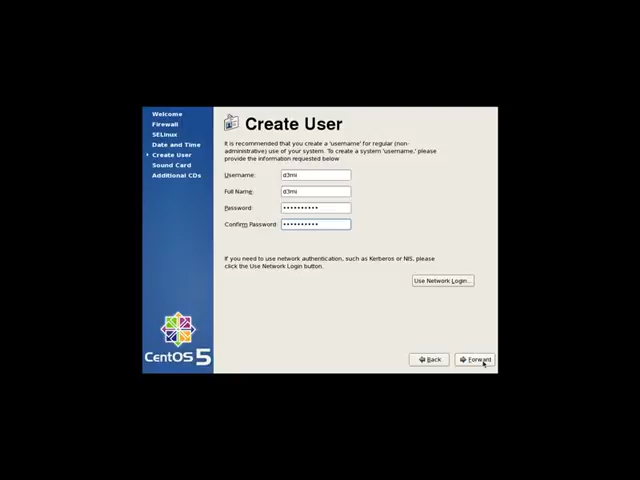 Welcome
Firewall
SELinux
Date and Time
Create User
Sound Card
Additional CDs
CentOS 5
Create User
It is recommended that you create a 'username' for regular (non-
administrative) use of your system. To create a system 'username,' please
provide the information requested below
Username: d3mi
Full Name: d3mi
Password: ••••••••••
Confirm Password: ••••••••••
If you need to use network authentication, such as Kerberos or NIS, please
click the Use Network Login button.
Use Network Login...
Back
Forward